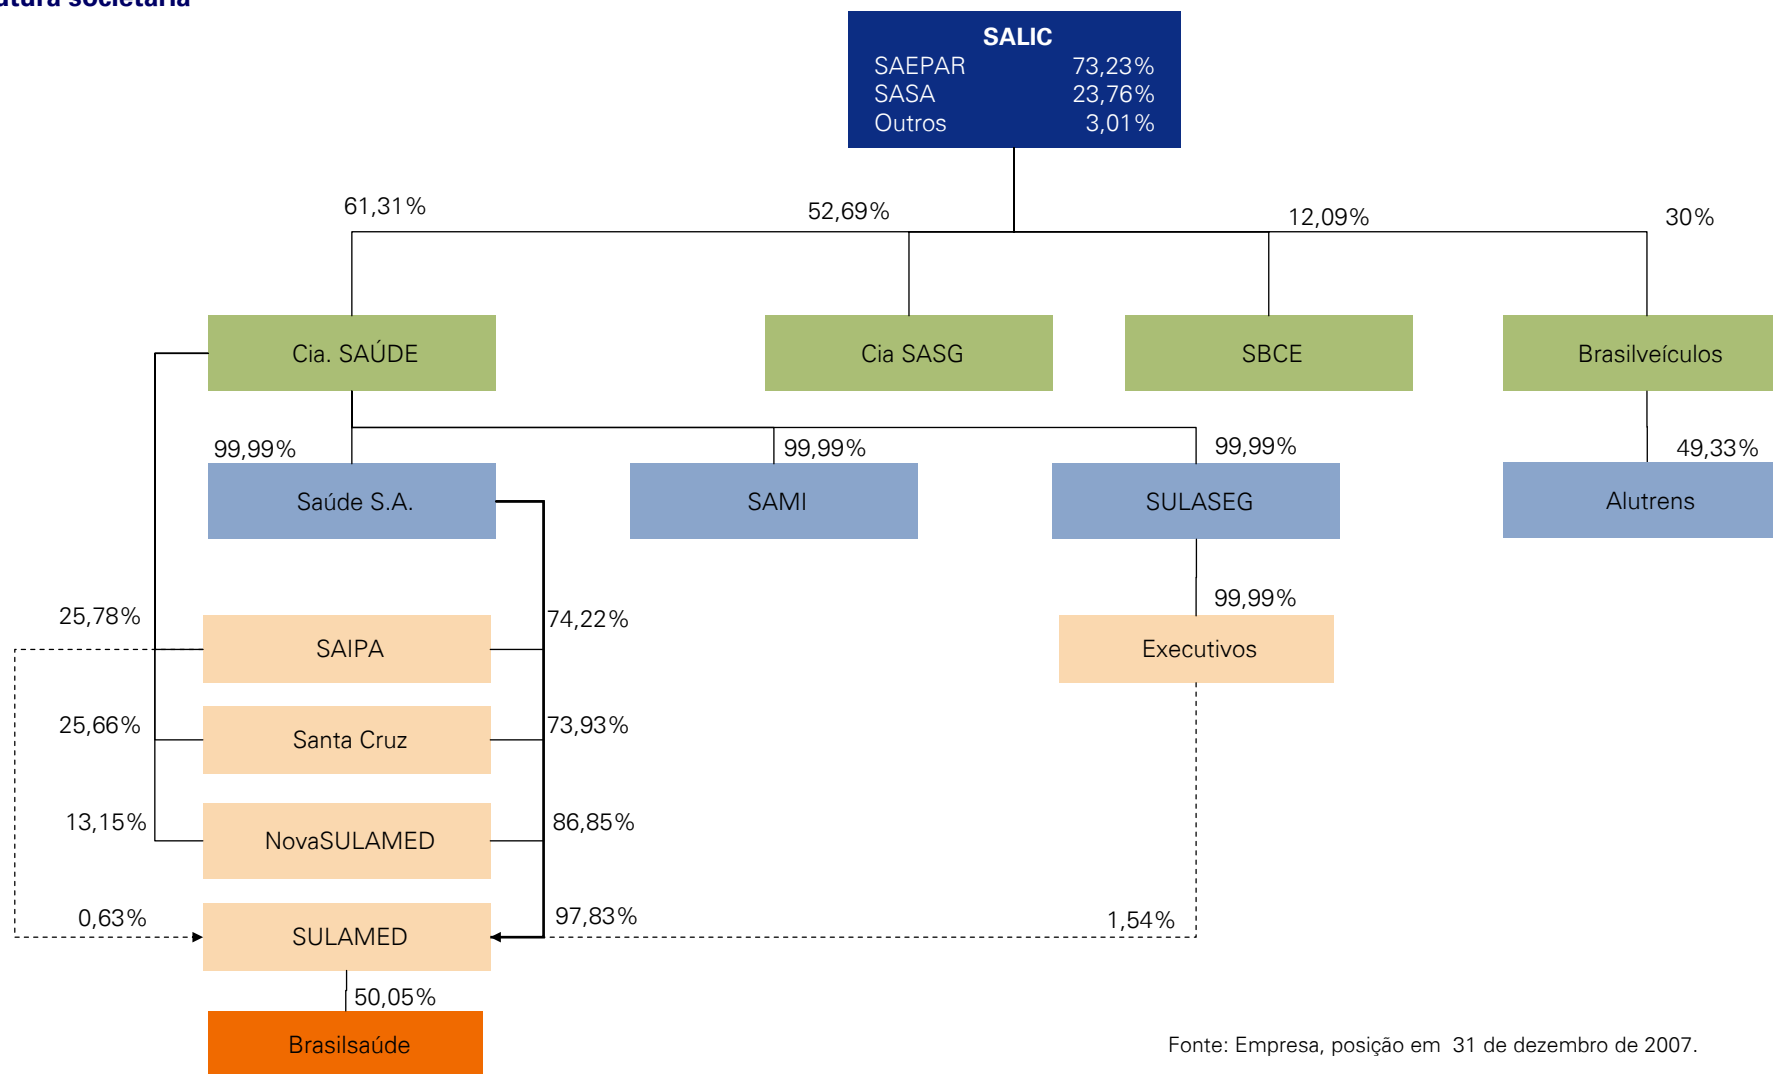 societária
SALIC
SAEPAR 73,23%
SASA 23,76%
Outros 3,01%
61,31%
52,69%
12,09%
30%
Cia. SAÚDE
Cia SASG
SBCE
Brasilveículos
99,99%
99,99%
99,99%
49,33%
Saúde S.A.
SAMI
SULASEG
Alutrens
99,99%
25,78%
74,22%
SAIPA
Executivos
25,66%
73,93%
Santa Cruz
13,15%
86,85%
NovaSULAMED
0,63%
97,83%
1,54%
SULAMED
50,05%
Brasilsaúde
Fonte: Empresa, posição em 31 de dezembro de 2007.